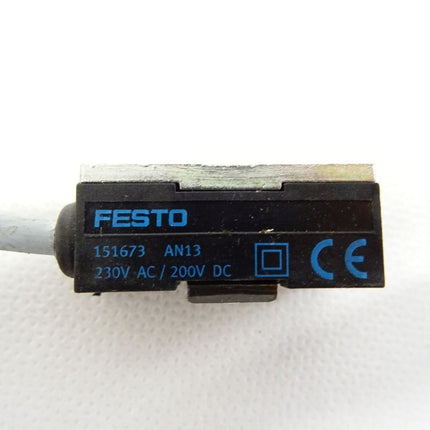 FESTO
151673 AN13
230V AC / 200V DC
CE